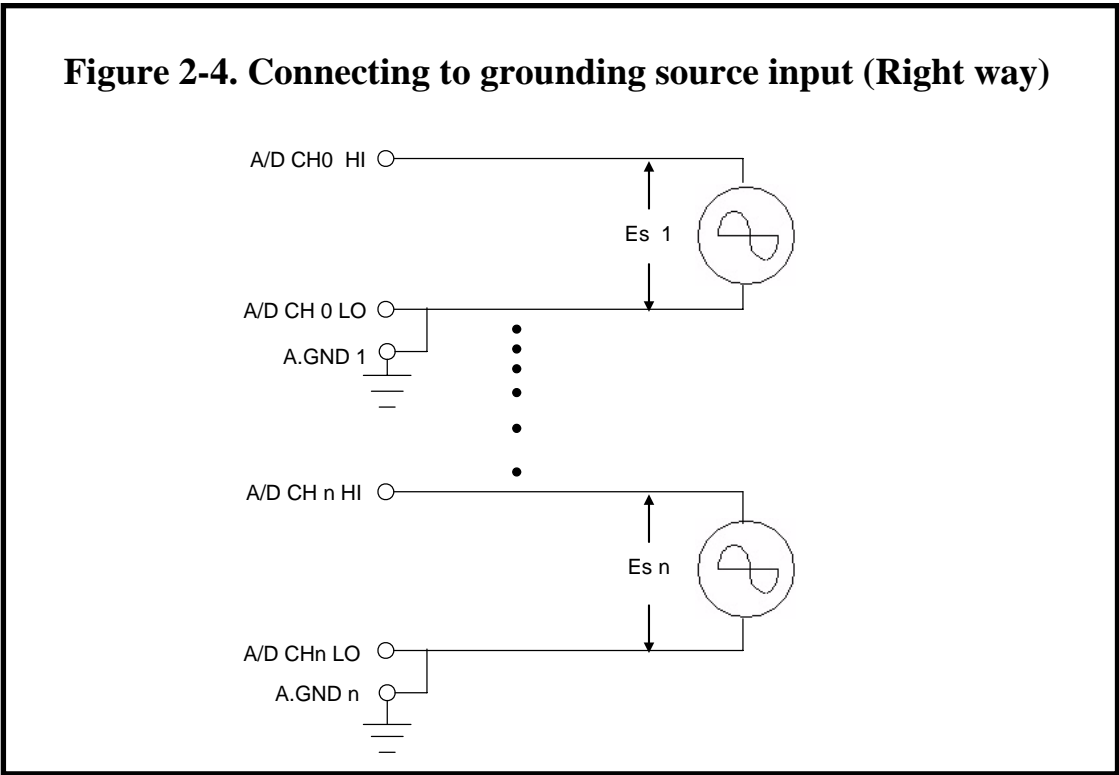 Figure 2-4. Connecting to grounding source input (Right way)
A/D CH0 HI
Es 1
A/D CH 0 LO
A.GND 1
A/D CH n HI
Es n
A/D CHn LO
A.GND n